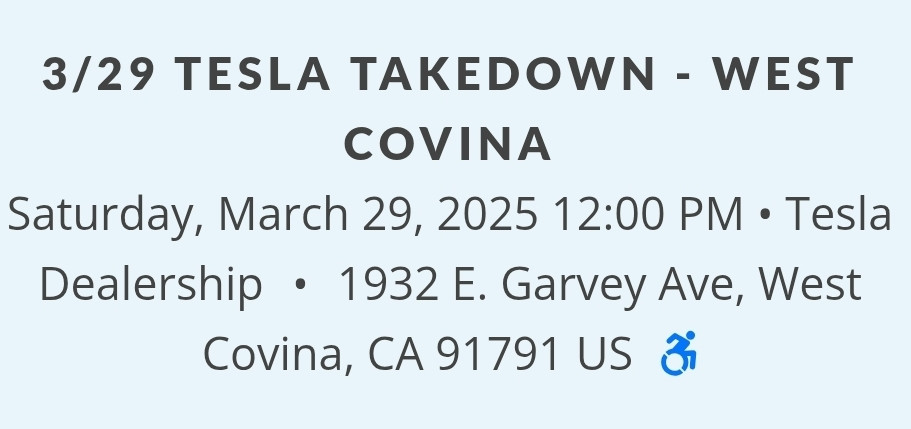 3/29 TESLA TAKEDOWN - WEST
COVINA
Saturday, March 29, 2025 12:00 PM • Tesla
Dealership • 1932 E. Garvey Ave, West
Covina, CA 91791 US